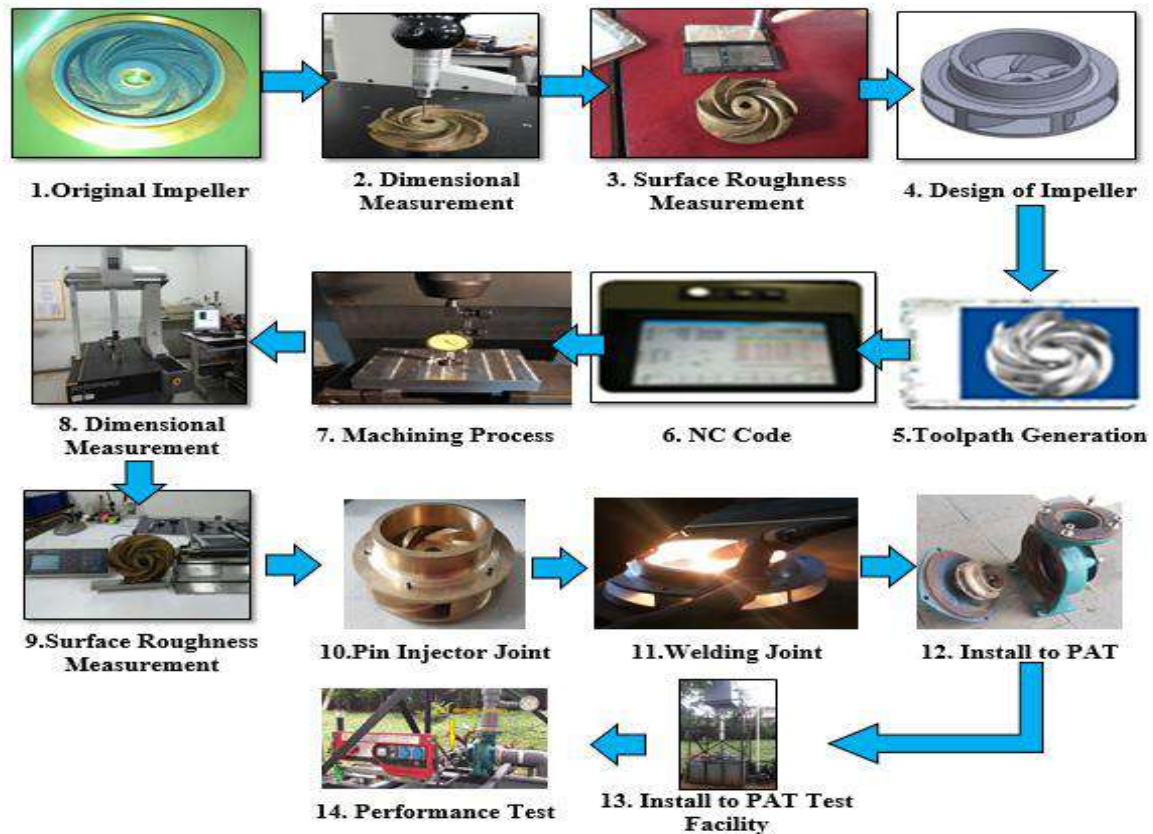 1.Original Impeller
2. Dimensional
Measurement
3. Surface Roughness
Measurement
4. Design of Impeller
5.Toolpath Generation
6. NC Code
7. Machining Process
8. Dimensional
Measurement
9.Surface Roughness
Measurement
10.Pin Injector Joint
11.Welding Joint
12. Install to PAT
13. Install to PAT Test
Facility
14. Performance Test